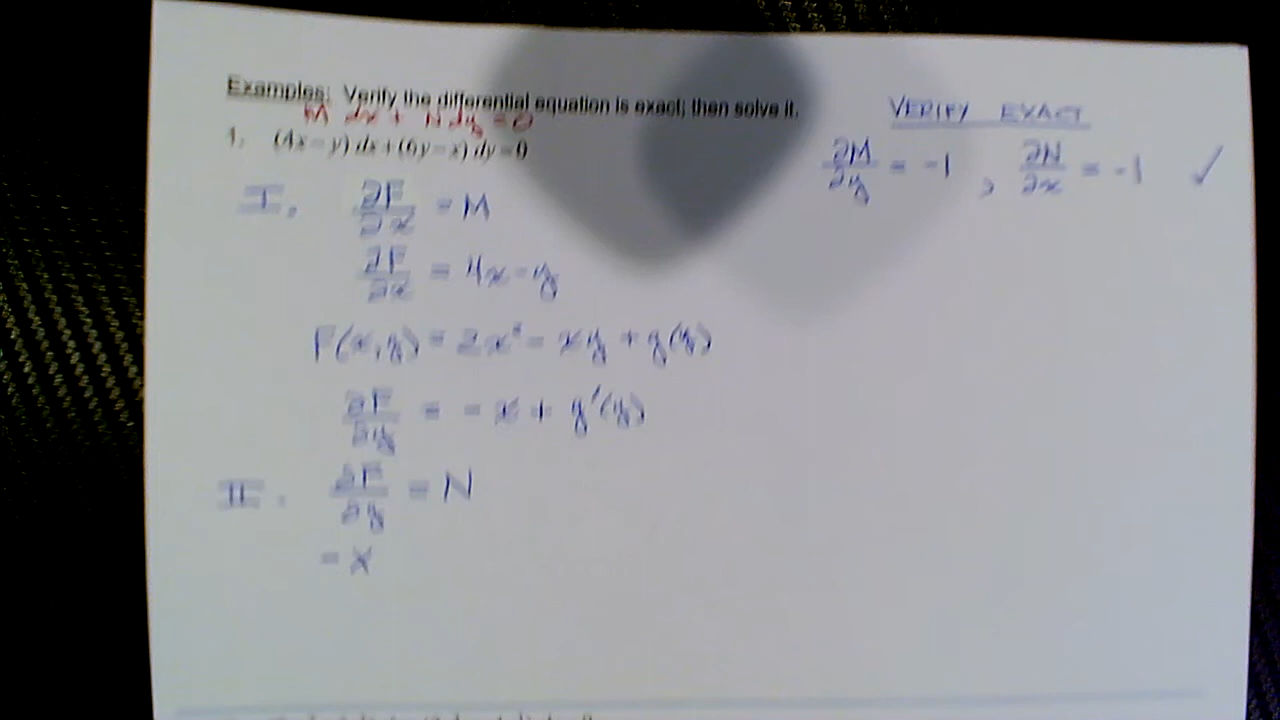 Examples: Verify the differential equation is exact; then solve it.
M dx + N dy = 0
1. (4x − y) dx + (6y − x) dy = 0
VERIFY EXACT
∂M/∂y = -1, ∂N/∂x = -1 ✓
I. ∂F/∂x = M
∂F/∂x = 4x - y
F(x,y) = 2x² - xy + g(y)
∂F/∂y = - x + g'(y)
II. ∂F/∂y = N
- x